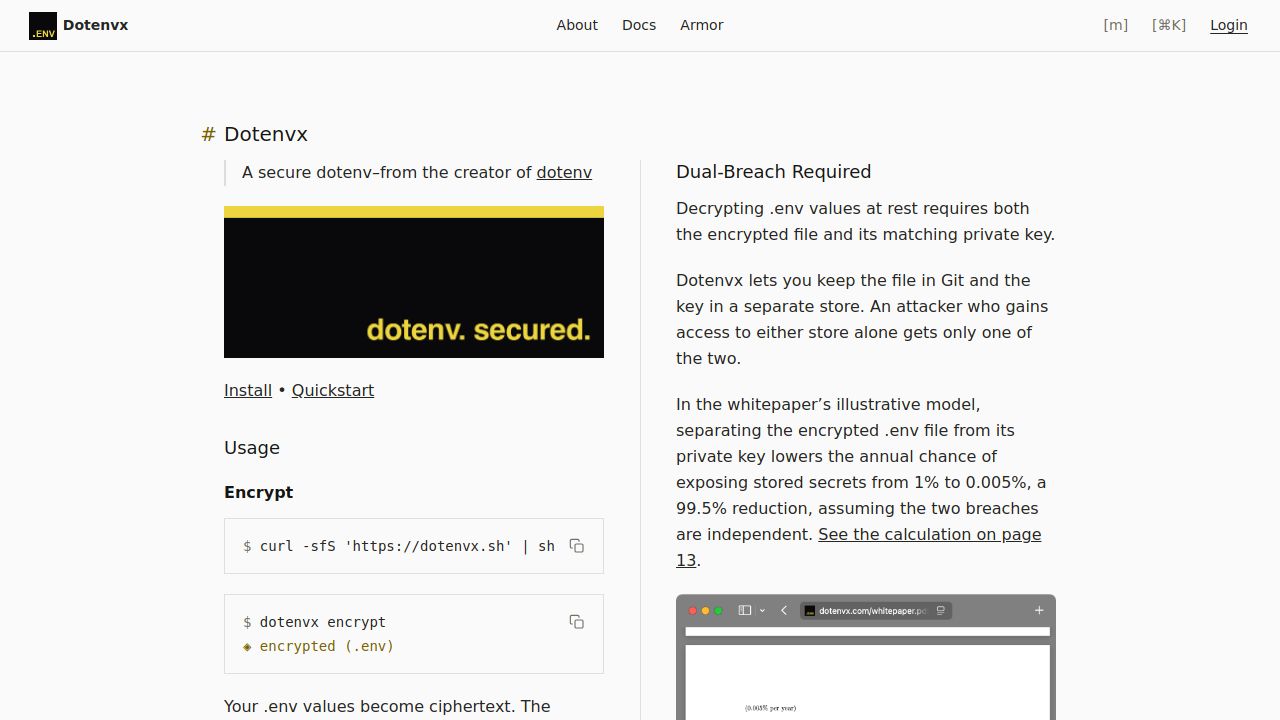 .ENV Dotenvx
About Docs Armor
[m] [⌘K] Login
# Dotenvx
A secure dotenv–from the creator of dotenv
dotenv. secured.
Install • Quickstart
Usage
Encrypt
$ curl -sfS 'https://dotenvx.sh' | sh
$ dotenvx encrypt
◈ encrypted (.env)
Your .env values become ciphertext. The
Dual-Breach Required
Decrypting .env values at rest requires both
the encrypted file and its matching private key.
Dotenvx lets you keep the file in Git and the
key in a separate store. An attacker who gains
access to either store alone gets only one of
the two.
In the whitepaper’s illustrative model,
separating the encrypted .env file from its
private key lowers the annual chance of
exposing stored secrets from 1% to 0.005%, a
99.5% reduction, assuming the two breaches
are independent. See the calculation on page
13.
dotenvx.com/whitepaper.pd
(0.005% per year)